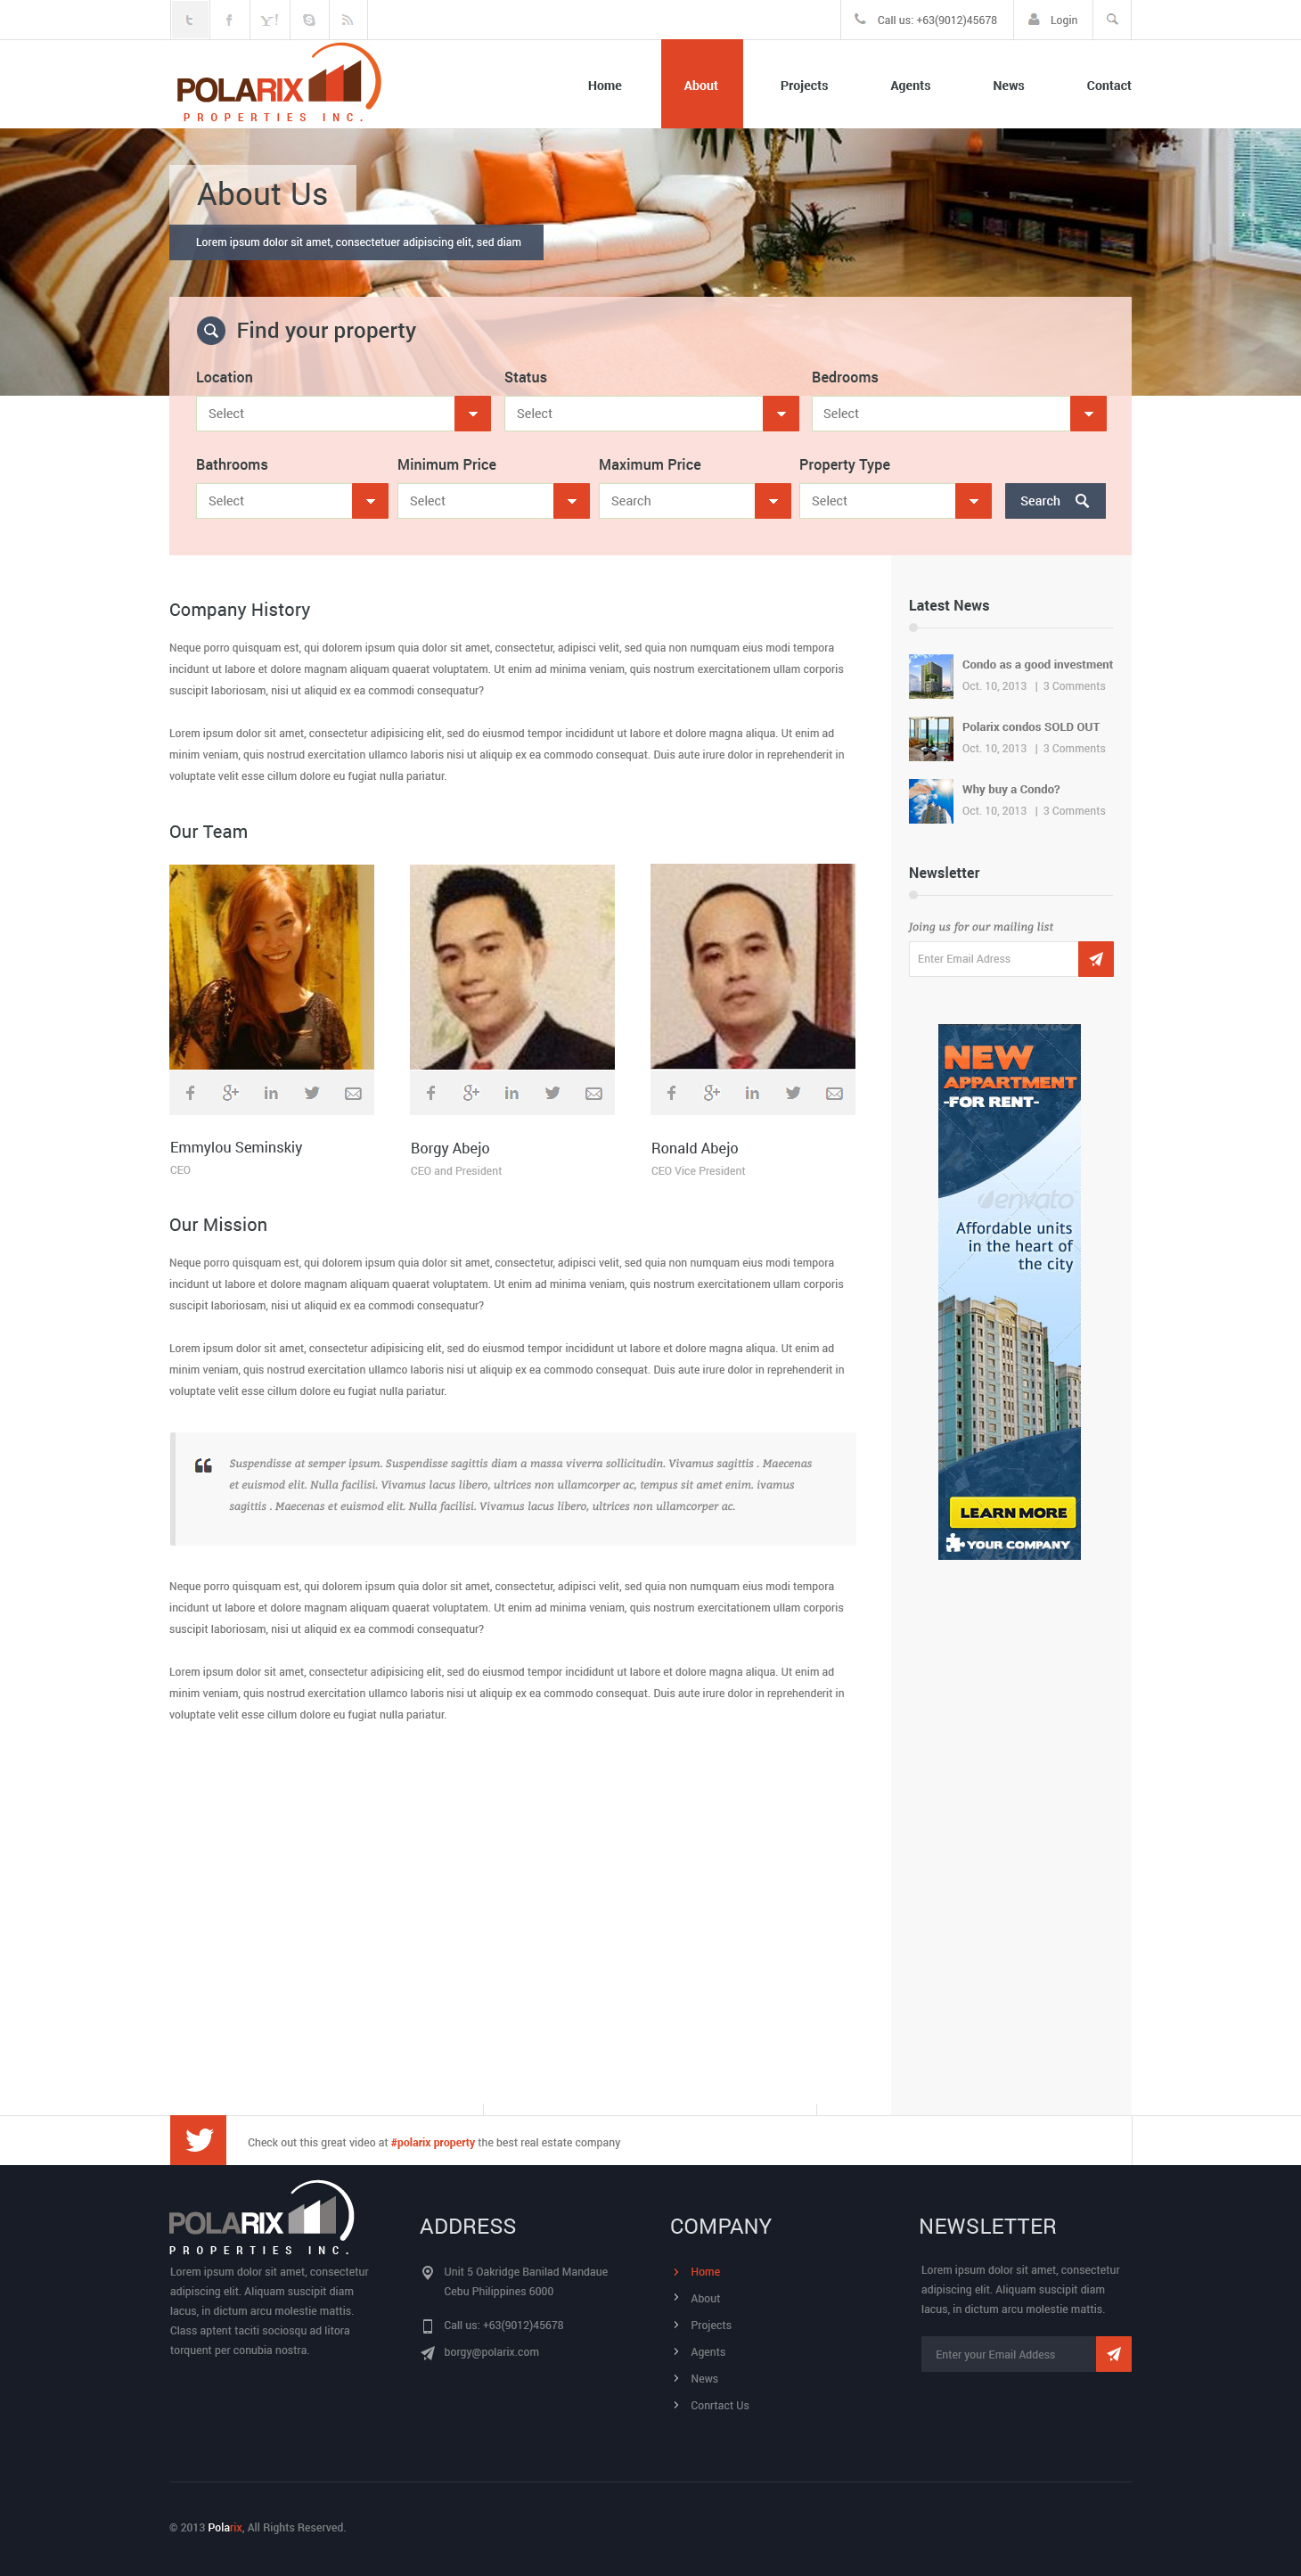 Call us: +63(9012)45678
Login
POLARIX
PROPERTIES INC.
Home
About
Projects
Agents
News
Contact
About Us
Lorem ipsum dolor sit amet, consectetuer adipiscing elit, sed diam
Find your property
Location
Status
Bedrooms
Select
Select
Select
Bathrooms
Minimum Price
Maximum Price
Property Type
Select
Select
Search
Select
Search
Company History
Neque porro quisquam est, qui dolorem ipsum quia dolor sit amet, consectetur, adipisci velit, sed quia non numquam eius modi tempora
incidunt ut labore et dolore magnam aliquam quaerat voluptatem. Ut enim ad minima veniam, quis nostrum exercitationem ullam corporis
suscipit laboriosam, nisi ut aliquid ex ea commodi consequatur?
Lorem ipsum dolor sit amet, consectetur adipisicing elit, sed do eiusmod tempor incididunt ut labore et dolore magna aliqua. Ut enim ad
minim veniam, quis nostrud exercitation ullamco laboris nisi ut aliquip ex ea commodo consequat. Duis aute irure dolor in reprehenderit in
voluptate velit esse cillum dolore eu fugiat nulla pariatur.
Our Team
Emmylou Seminskiy
CEO
Borgy Abejo
CEO and President
Ronald Abejo
CEO Vice President
Our Mission
Neque porro quisquam est, qui dolorem ipsum quia dolor sit amet, consectetur, adipisci velit, sed quia non numquam eius modi tempora
incidunt ut labore et dolore magnam aliquam quaerat voluptatem. Ut enim ad minima veniam, quis nostrum exercitationem ullam corporis
suscipit laboriosam, nisi ut aliquid ex ea commodi consequatur?
Lorem ipsum dolor sit amet, consectetur adipisicing elit, sed do eiusmod tempor incididunt ut labore et dolore magna aliqua. Ut enim ad
minim veniam, quis nostrud exercitation ullamco laboris nisi ut aliquip ex ea commodo consequat. Duis aute irure dolor in reprehenderit in
voluptate velit esse cillum dolore eu fugiat nulla pariatur.
Suspendisse at semper ipsum. Suspendisse sagittis diam a massa viverra sollicitudin. Vivamus sagittis . Maecenas
et euismod elit. Nulla facilisi. Vivamus lacus libero, ultrices non ullamcorper ac, tempus sit amet enim. ivamus
sagittis . Maecenas et euismod elit. Nulla facilisi. Vivamus lacus libero, ultrices non ullamcorper ac.
Neque porro quisquam est, qui dolorem ipsum quia dolor sit amet, consectetur, adipisci velit, sed quia non numquam eius modi tempora
incidunt ut labore et dolore magnam aliquam quaerat voluptatem. Ut enim ad minima veniam, quis nostrum exercitationem ullam corporis
suscipit laboriosam, nisi ut aliquid ex ea commodi consequatur?
Lorem ipsum dolor sit amet, consectetur adipisicing elit, sed do eiusmod tempor incididunt ut labore et dolore magna aliqua. Ut enim ad
minim veniam, quis nostrud exercitation ullamco laboris nisi ut aliquip ex ea commodo consequat. Duis aute irure dolor in reprehenderit in
voluptate velit esse cillum dolore eu fugiat nulla pariatur.
Latest News
Condo as a good investment
Oct. 10, 2013 | 3 Comments
Polarix condos SOLD OUT
Oct. 10, 2013 | 3 Comments
Why buy a Condo?
Oct. 10, 2013 | 3 Comments
Newsletter
Joing us for our mailing list
Enter Email Adress
NEW
APPARTMENT
-FOR RENT-
envato
Affordable units
in the heart of
the city
LEARN MORE
YOUR COMPANY
Check out this great video at #polarix property the best real estate company
POLARIX
PROPERTIES INC.
Lorem ipsum dolor sit amet, consectetur
adipiscing elit. Aliquam suscipit diam
lacus, in dictum arcu molestie mattis.
Class aptent taciti sociosqu ad litora
torquent per conubia nostra.
ADDRESS
Unit 5 Oakridge Banilad Mandaue
Cebu Philippines 6000
Call us: +63(9012)45678
borgy@polarix.com
COMPANY
Home
About
Projects
Agents
News
Conrtact Us
NEWSLETTER
Lorem ipsum dolor sit amet, consectetur
adipiscing elit. Aliquam suscipit diam
lacus, in dictum arcu molestie mattis.
Enter your Email Addess
© 2013 Polarix, All Rights Reserved.